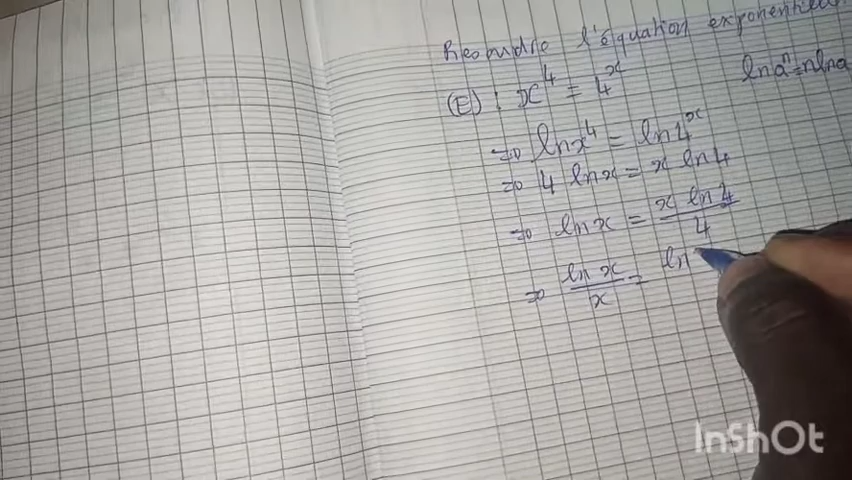 Resoudre l'équation exponentielle
(E) : x⁴ = 4ˣ
ln aⁿ = n ln a
⇒ ln x⁴ = ln 4ˣ
⇒ 4 ln x = x ln 4
⇒ ln x = x ln 4 / 4
⇒ ln x / x = ln
InShOt